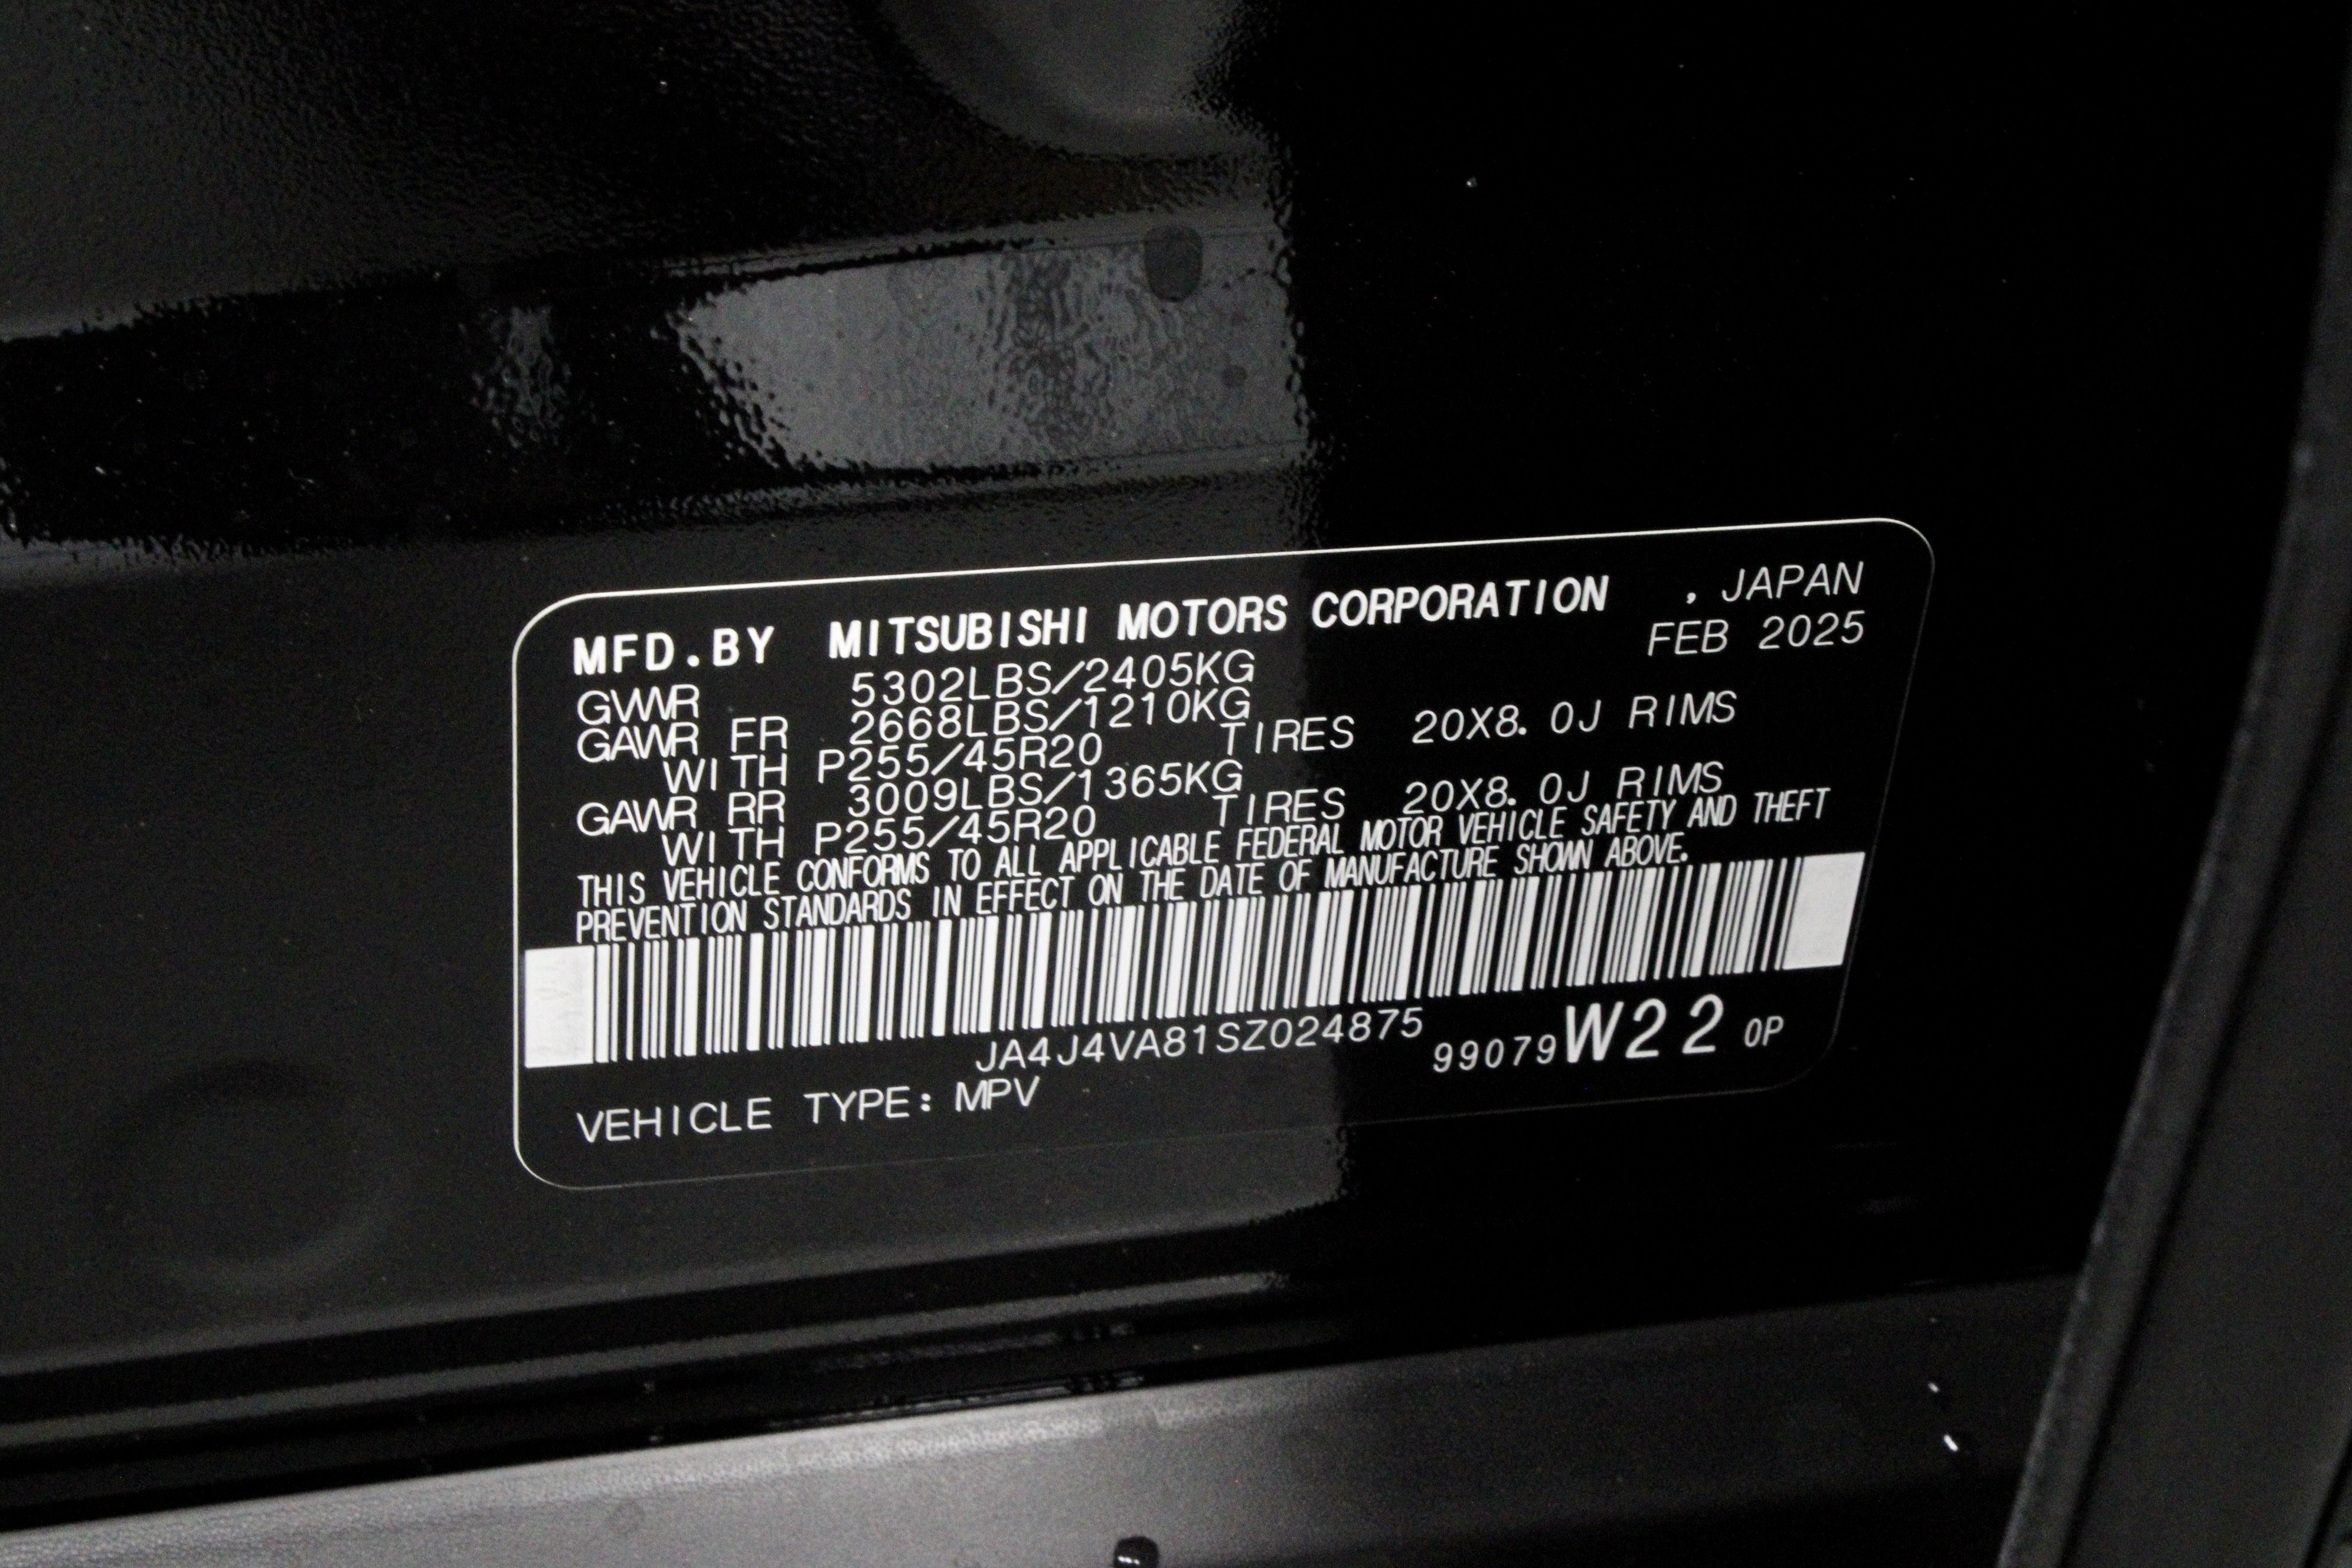 MFD.BY MITSUBISHI MOTORS CORPORATION , JAPAN
FEB 2025
GVWR 5302LBS/2405KG
GAWR FR 2668LBS/1210KG
WITH P255/45R20 TIRES 20X8.0J RIMS
GAWR RR 3009LBS/1365KG
WITH P255/45R20 TIRES 20X8.0J RIMS
THIS VEHICLE CONFORMS TO ALL APPLICABLE FEDERAL MOTOR VEHICLE SAFETY AND THEFT
PREVENTION STANDARDS IN EFFECT ON THE DATE OF MANUFACTURE SHOWN ABOVE.
JA4J4VA81SZ024875
99079W22 0P
VEHICLE TYPE: MPV